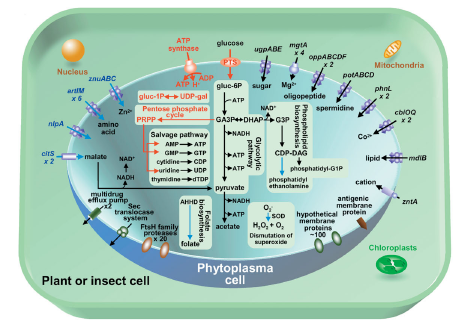 ATP
synthase
glucose
ugpABE
mgtA
x 4
oppABCDF
x 2
potABCD
phnL
x 2
cbiOQ
x 2
Nucleus
Mitochondria
znuABC
artIM
x 6
nlpA
citS
x 2
ATP
ADP
H+
PTS
sugar
Mg2+
oligopeptide
spermidine
Zn2+
amino
acid
malate
gluc-1P
UDP-gal
gluc-6P
ATP
Pentose phosphate
cycle
PRPP
GA3P
DHAP
NAD+
G3P
Phospholipid
biosynthesis
Co2+
Salvage pathway
AMP
ATP
GMP
GTP
cytidine
CDP
uridine
UDP
thymidine
dTDP
NADH
ATP
Glycolytic
pathway
NADH
CDP-DAG
phosphatidyl-G1P
phosphatidyl
ethanolamine
lipid
mdlB
NAD+
NADH
pyruvate
cation
zntA
multidrug
efflux pump
x2
Sec
translocase
system
FtsH family
proteases
x 20
AHHD
folate
Folate
biosynthesis
NADH
ATP
acetate
O2-
SOD
H2O2 + O2
Dismutation of
superoxide
hypothetical
membrane
proteins
~100
antigenic
membrane
protein
Chloroplasts
Phytoplasma
cell
Plant or insect cell